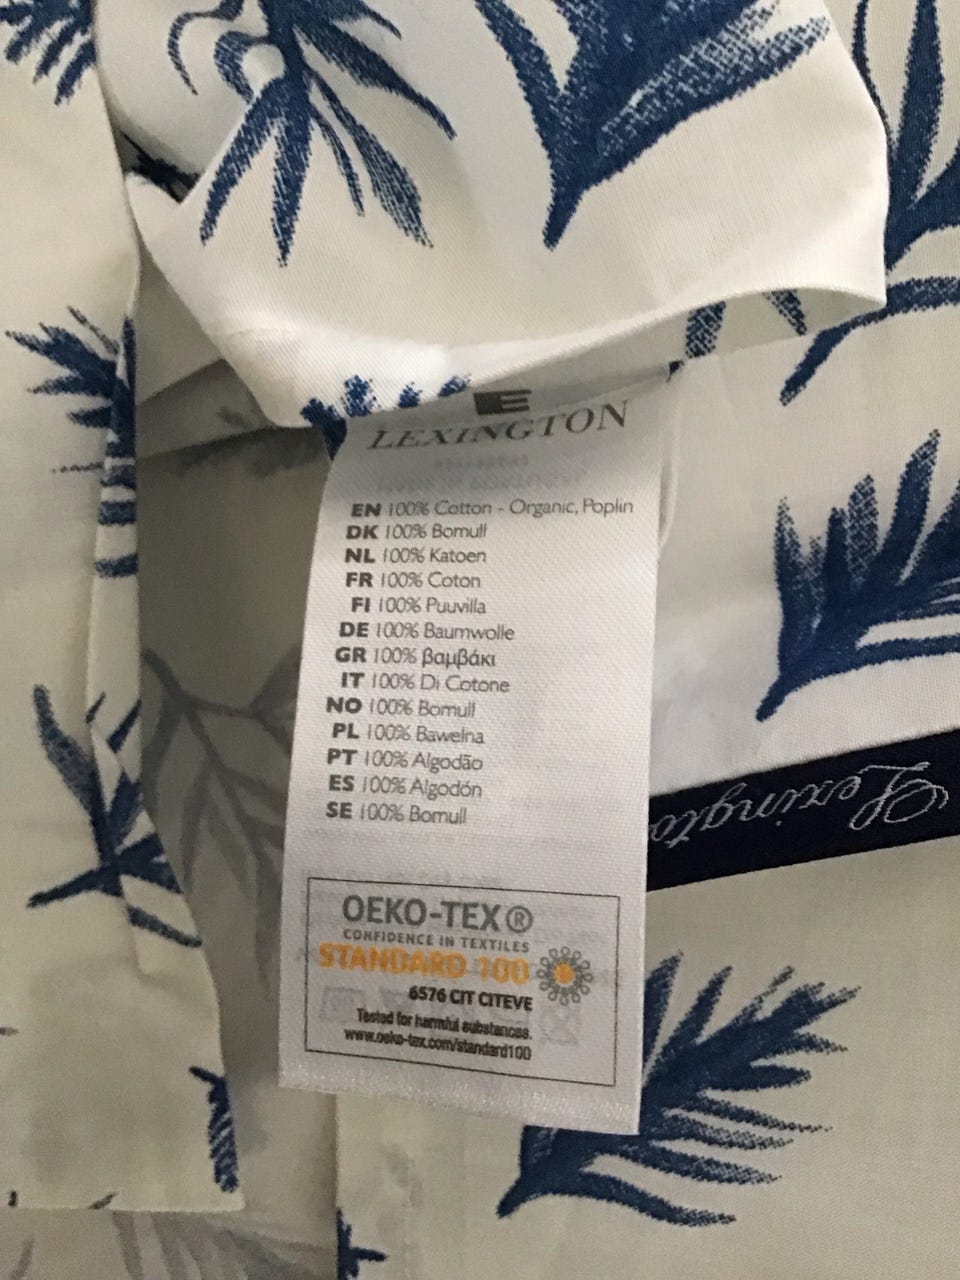 LEXINGTON
EN 100% Cotton - Organic, Poplin
DK 100% Bomull
NL 100% Katoen
FR 100% Coton
FI 100% Puuvilla
DE 100% Baumwolle
GR 100% βαμβάκι
IT 100% Di Cotone
NO 100% Bomull
PL 100% Bawełna
PT 100% Algodão
ES 100% Algodón
SE 100% Bomull
OEKO-TEX®
CONFIDENCE IN TEXTILES
STANDARD 100
6576 CIT CITEVE
Tested for harmful substances.
www.oeko-tex.com/standard100
Lexingto